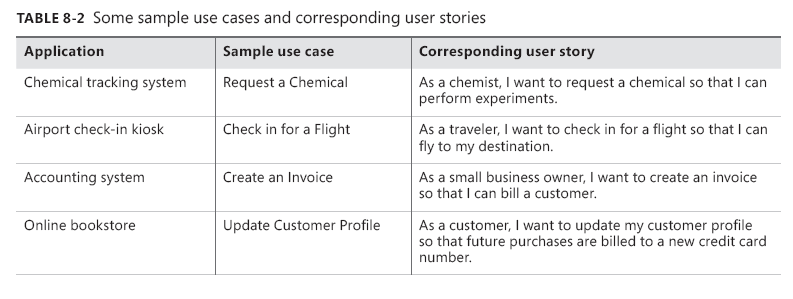 TABLE 8-2 Some sample use cases and corresponding user stories
Application Sample use case Corresponding user story
Chemical tracking system Request a Chemical As a chemist, I want to request a chemical so that I can
perform experiments.
Airport check-in kiosk Check in for a Flight As a traveler, I want to check in for a flight so that I can
fly to my destination.
Accounting system Create an Invoice As a small business owner, I want to create an invoice
so that I can bill a customer.
Online bookstore Update Customer Profile As a customer, I want to update my customer profile
so that future purchases are billed to a new credit card
number.